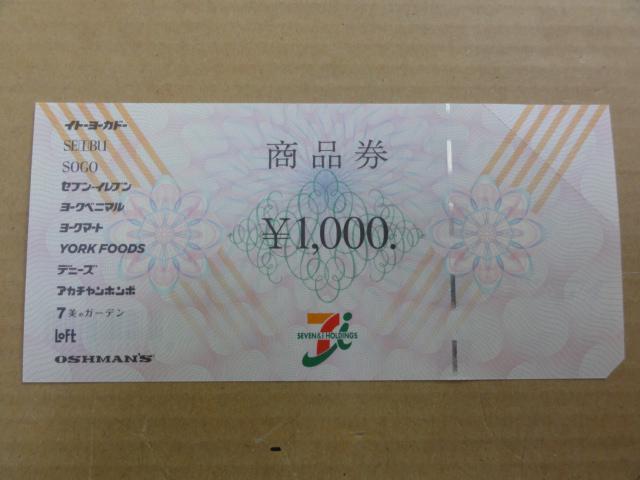 イトーヨーカドー
SEIBU
SOGO
セブン-イレブン
ヨークベニマル
ヨークマート
YORK FOODS
デニーズ
アカチャンホンポ
7美のガーデン
Loft
OSHMAN'S
商品券
¥1,000.
7i
SEVEN&I HOLDINGS